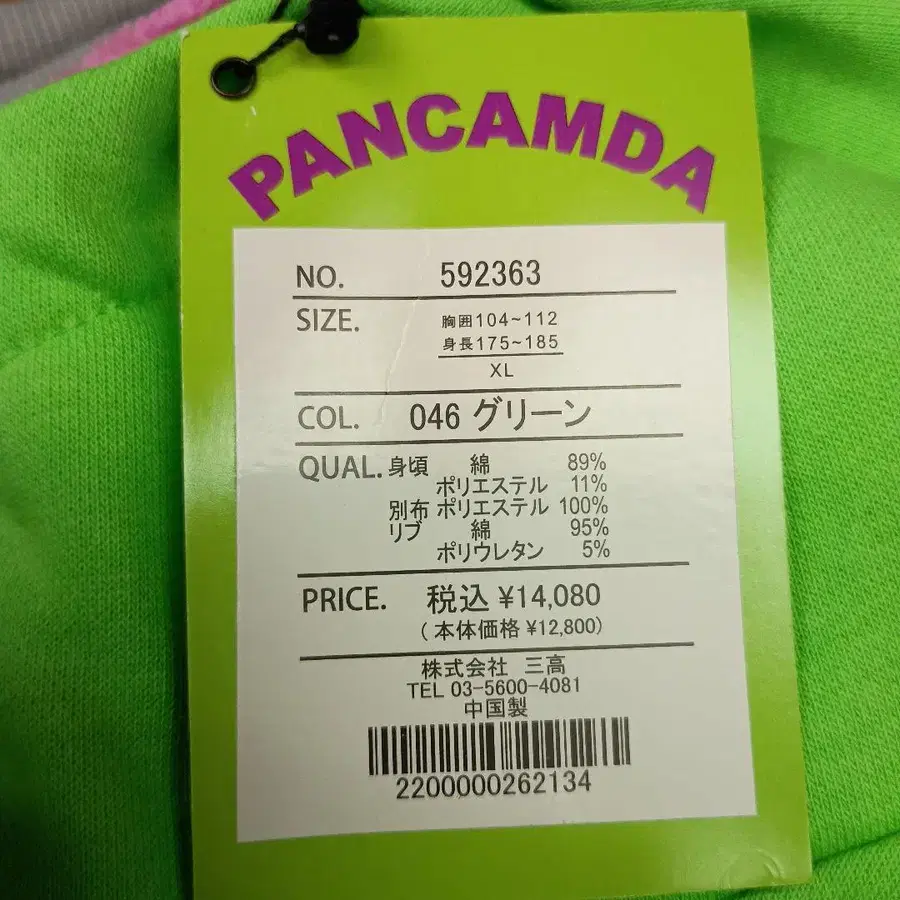 PANCAMDA
NO. 592363
SIZE. 胸囲104~112
身長175~185
XL
COL. 046 グリーン
QUAL. 身頃 綿 89%
ポリエステル 11%
別布 ポリエステル 100%
リブ 綿 95%
ポリウレタン 5%
PRICE. 税込 ¥14,080
(本体価格 ¥12,800)
株式会社 三高
TEL 03-5600-4081
中国製
2200000262134